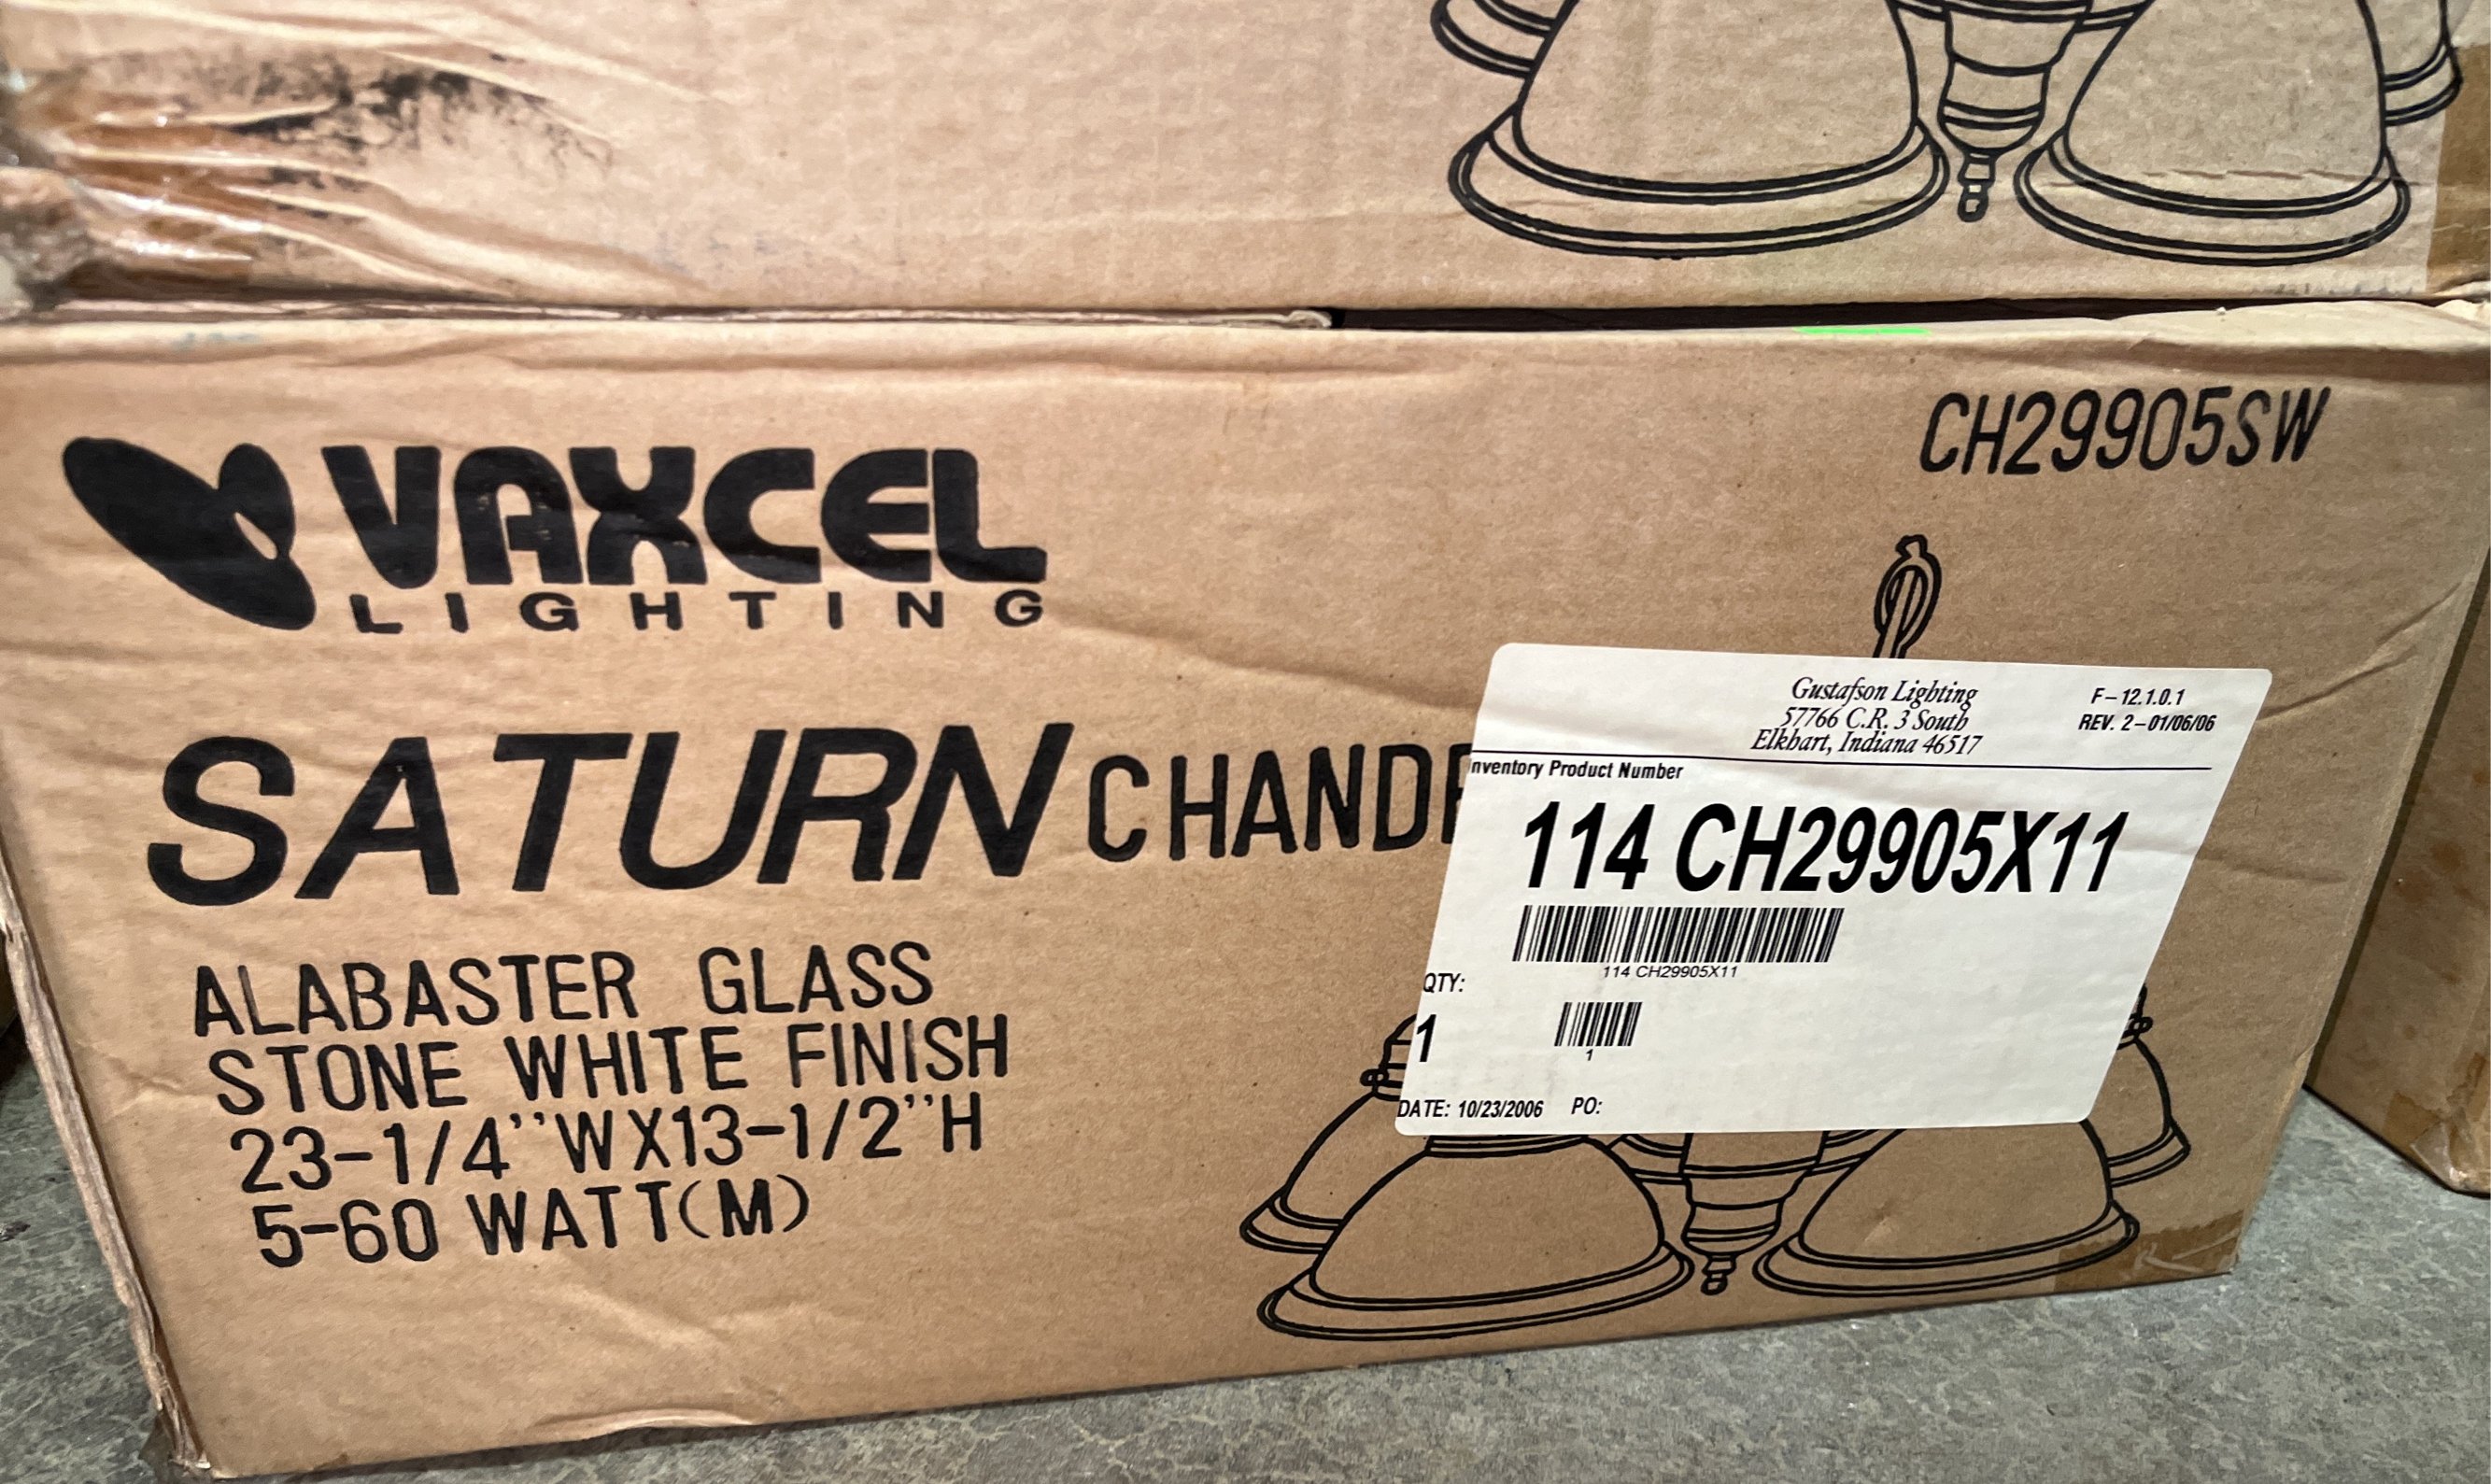 CH29905SW
VAXCEL
LIGHTING
SATURN CHAND
ALABASTER GLASS
STONE WHITE FINISH
23-1/4''WX13-1/2''H
5-60 WATT(M)
Gustafson Lighting
57766 C.R. 3 South
Elkhart, Indiana 46517
F-12.1.0.1
REV. 2-01/06/06
nventory Product Number
114 CH29905X11
114 CH29905X11
QTY:
1
1
DATE: 10/23/2006 PO: